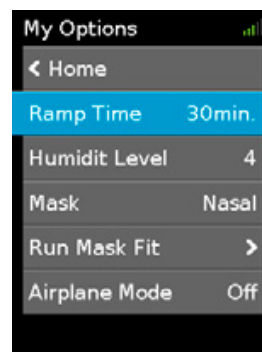 My Options
< Home
Ramp Time 30min.
Humidit Level 4
Mask Nasal
Run Mask Fit >
Airplane Mode Off